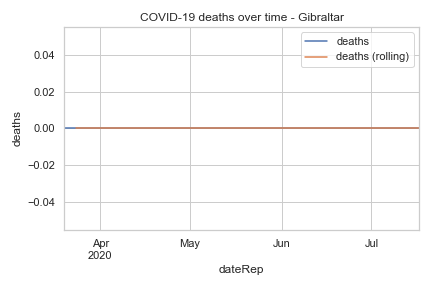 COVID-19 deaths over time - Gibraltar
deaths
deaths (rolling)
0.04
0.02
0.00
−0.02
−0.04
deaths
Apr
2020
May
Jun
Jul
dateRep